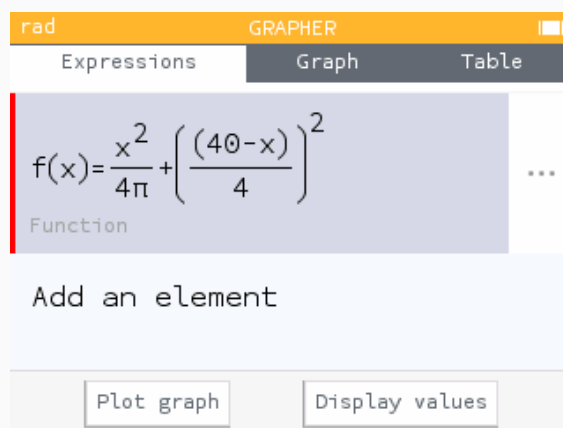 rad GRAPHER
Expressions Graph Table
f(x)=x²/4π+((40-x)/4)²
Function
...
Add an element
Plot graph Display values